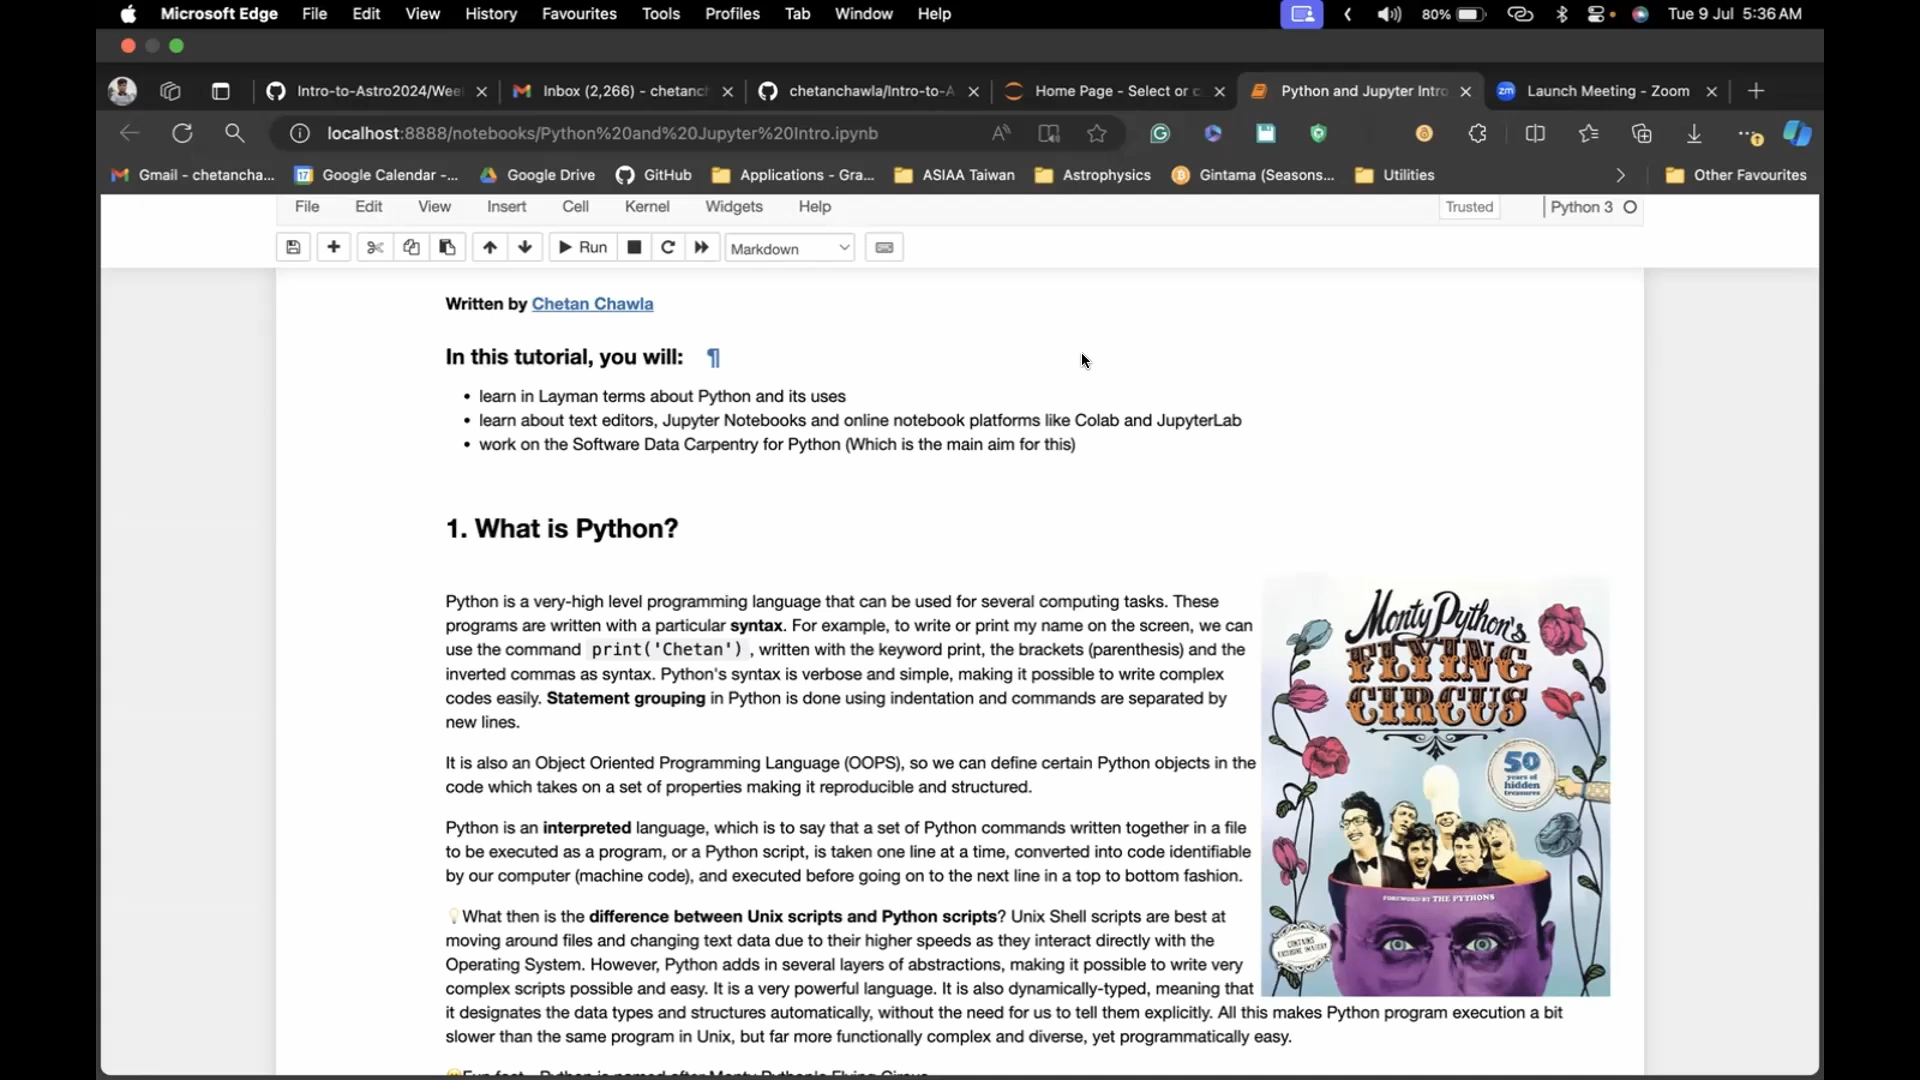 Microsoft Edge File Edit View History Favourites Tools Profiles Tab Window Help 80% Tue 9 Jul 5:36 AM
Intro-to-Astro2024/Wee Inbox (2,266) - chetanch chetanchawla/Intro-to-A Home Page - Select or c Python and Jupyter Intro zm Launch Meeting - Zoom
localhost:8888/notebooks/Python%20and%20Jupyter%20Intro.ipynb
Gmail - chetancha... 17 Google Calendar -... Google Drive GitHub Applications - Gra... ASIAA Taiwan Astrophysics Gintama (Seasons... Utilities Other Favourites
File Edit View Insert Cell Kernel Widgets Help Trusted Python 3
Run Markdown
Written by Chetan Chawla
In this tutorial, you will: ¶
• learn in Layman terms about Python and its uses
• learn about text editors, Jupyter Notebooks and online notebook platforms like Colab and JupyterLab
• work on the Software Data Carpentry for Python (Which is the main aim for this)
1. What is Python?
Python is a very-high level programming language that can be used for several computing tasks. These
programs are written with a particular syntax. For example, to write or print my name on the screen, we can
use the command print('Chetan') , written with the keyword print, the brackets (parenthesis) and the
inverted commas as syntax. Python's syntax is verbose and simple, making it possible to write complex
codes easily. Statement grouping in Python is done using indentation and commands are separated by
new lines.
It is also an Object Oriented Programming Language (OOPS), so we can define certain Python objects in the
code which takes on a set of properties making it reproducible and structured.
Python is an interpreted language, which is to say that a set of Python commands written together in a file
to be executed as a program, or a Python script, is taken one line at a time, converted into code identifiable
by our computer (machine code), and executed before going on to the next line in a top to bottom fashion.
💡What then is the difference between Unix scripts and Python scripts? Unix Shell scripts are best at
moving around files and changing text data due to their higher speeds as they interact directly with the
Operating System. However, Python adds in several layers of abstractions, making it possible to write very
complex scripts possible and easy. It is a very powerful language. It is also dynamically-typed, meaning that
it designates the data types and structures automatically, without the need for us to tell them explicitly. All this makes Python program execution a bit
slower than the same program in Unix, but far more functionally complex and diverse, yet programmatically easy.
Fun fact - Python is named after Monty Python's Flying Circus
Monty Python's
FLYING
CIRCUS
50
years of
hidden
treasures
FOREWORD BY THE PYTHONS
CONTAINS